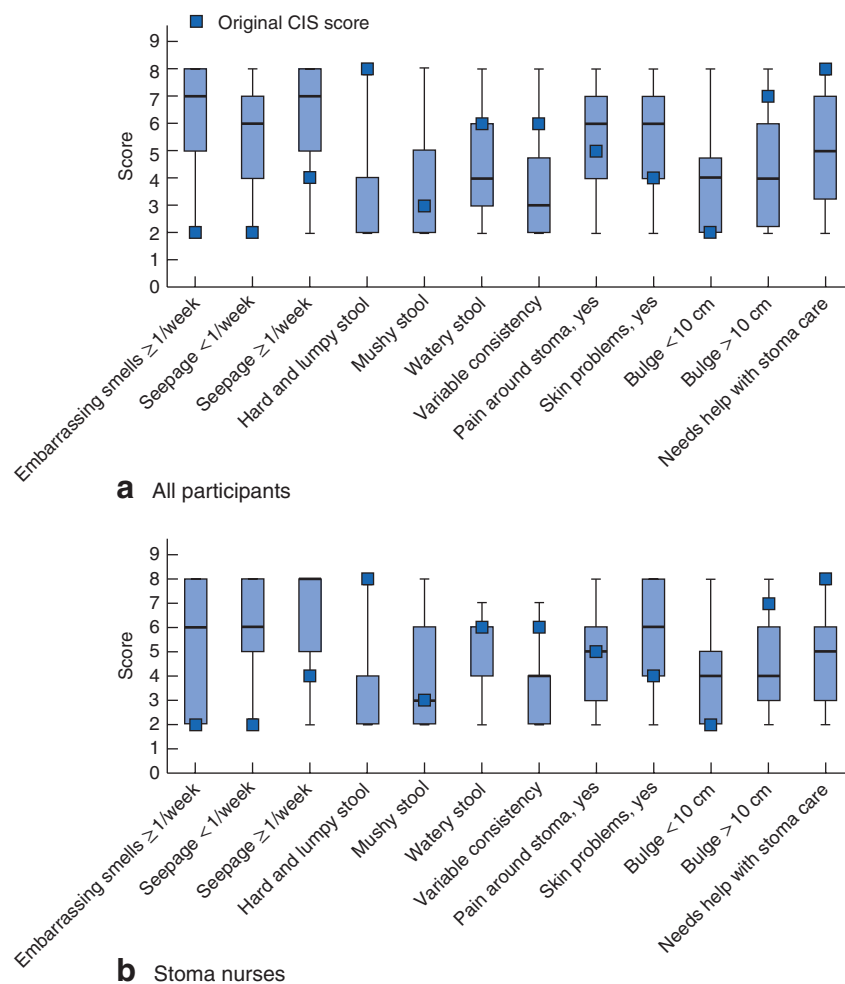 Original CIS score
9
8
7
6
5
4
3
2
1
0
Score
Embarrassing smells ≥ 1/week
Seepage < 1/week
Seepage ≥ 1/week
Hard and lumpy stool
Mushy stool
Watery stool
Variable consistency
Pain around stoma, yes
Skin problems, yes
Bulge < 10 cm
Bulge > 10 cm
Needs help with stoma care
a All participants
9
8
7
6
5
4
3
2
1
0
Score
Embarrassing smells ≥ 1/week
Seepage < 1/week
Seepage ≥ 1/week
Hard and lumpy stool
Mushy stool
Watery stool
Variable consistency
Pain around stoma, yes
Skin problems, yes
Bulge < 10 cm
Bulge > 10 cm
Needs help with stoma care
b Stoma nurses